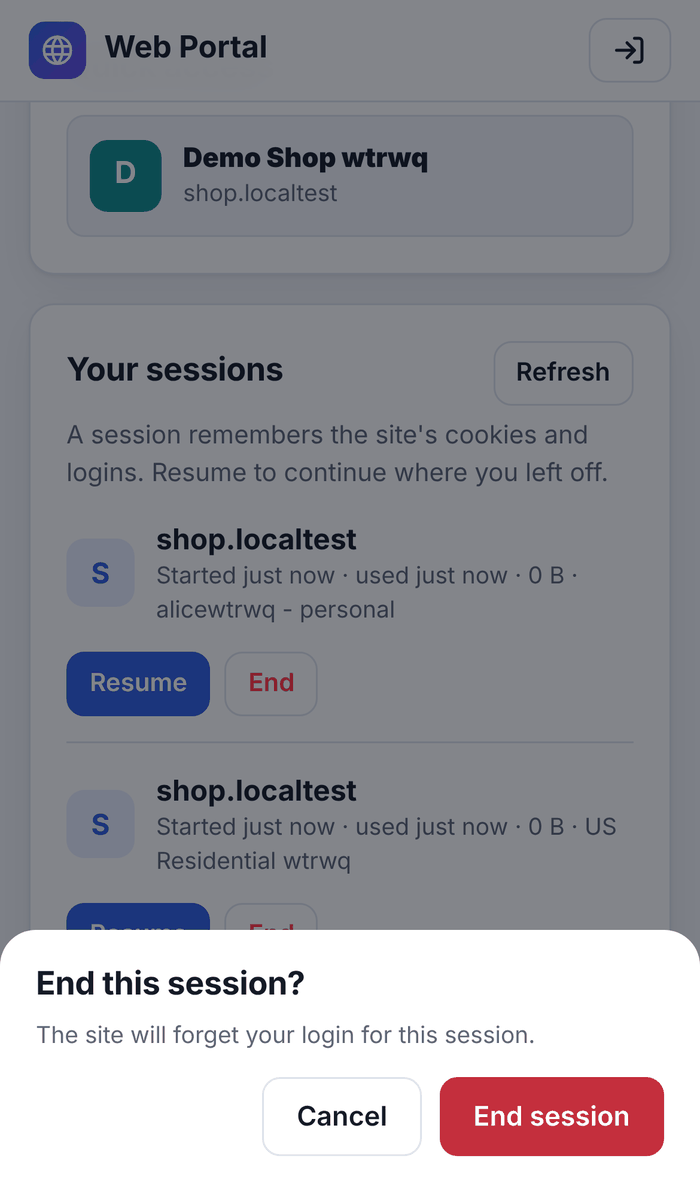 Web Portal
D
Demo Shop wtrwq
shop.localtest
Your sessions
Refresh
A session remembers the site's cookies and
logins. Resume to continue where you left off.
S
shop.localtest
Started just now · used just now · 0 B ·
alicewtrwq - personal
Resume
End
S
shop.localtest
Started just now · used just now · 0 B · US
Residential wtrwq
Resume
End
End this session?
The site will forget your login for this session.
Cancel
End session